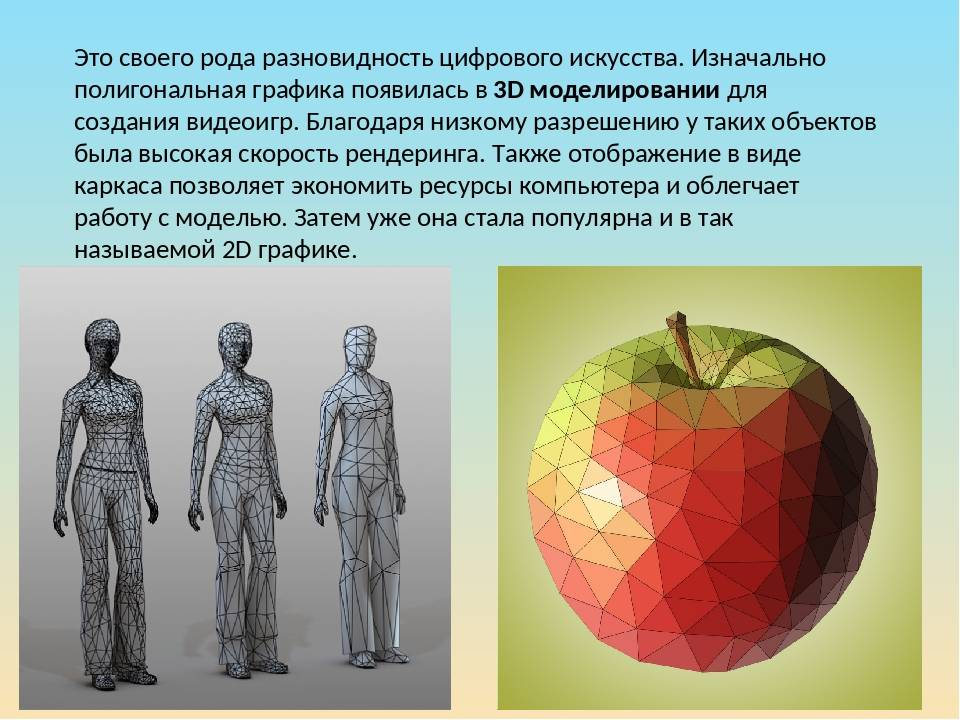 Это своего рода разновидность цифрового искусства. Изначально
полигональная графика появилась в 3D моделировании для
создания видеоигр. Благодаря низкому разрешению у таких объектов
была высокая скорость рендеринга. Также отображение в виде
каркаса позволяет экономить ресурсы компьютера и облегчает
работу с моделью. Затем уже она стала популярна и в так
называемой 2D графике.